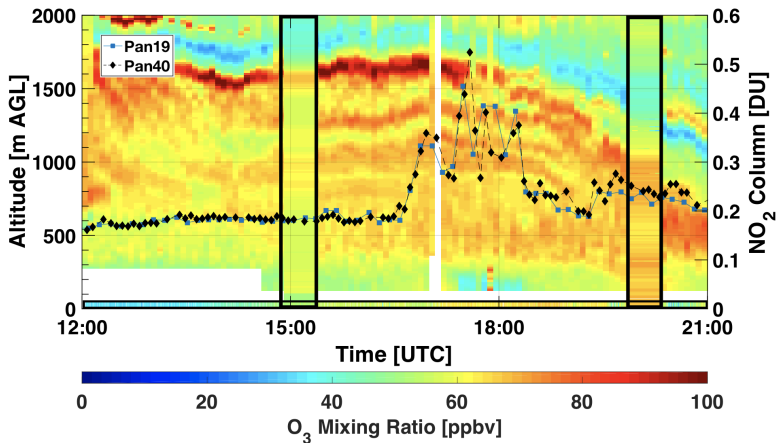 2000
1500
1000
500
0
Altitude [m AGL]
Pan19
Pan40
0.6
0.5
0.4
0.3
0.2
0.1
0
NO2 Column [DU]
12:00 15:00 18:00 21:00
Time [UTC]
0 20 40 60 80 100
O3 Mixing Ratio [ppbv]